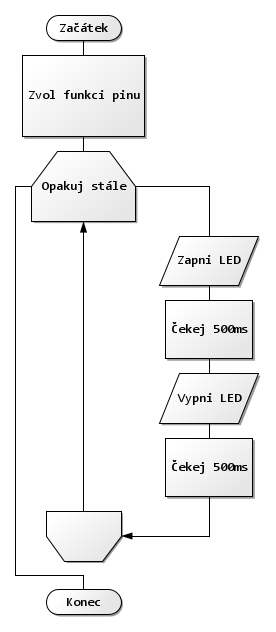 Začátek
Zvol funkci pinu
Opakuj stále
Zapni LED
Čekej 500ms
Vypni LED
Čekej 500ms
Konec